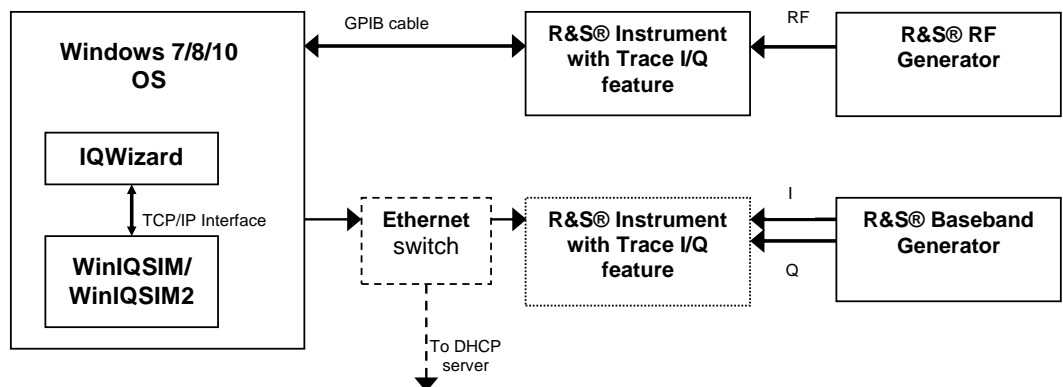 Windows 7/8/10
OS
GPIB cable
R&S® Instrument
with Trace I/Q
feature
RF
R&S® RF
Generator
IQWizard
TCP/IP Interface
WinIQSIM/
WinIQSIM2
Ethernet
switch
R&S® Instrument
with Trace I/Q
feature
I
Q
R&S® Baseband
Generator
To DHCP
server